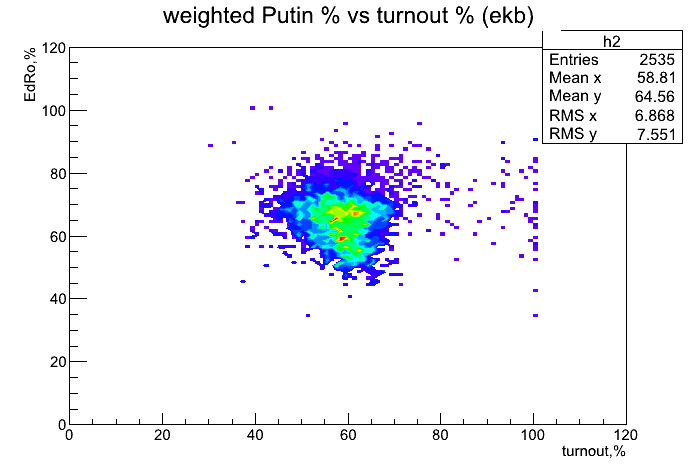 weighted Putin % vs turnout % (ekb)
h2
Entries 2535
Mean x 58.81
Mean y 64.56
RMS x 6.868
RMS y 7.551
EdRo,%
120
100
80
60
40
20
0
0 20 40 60 80 100 120
turnout,%